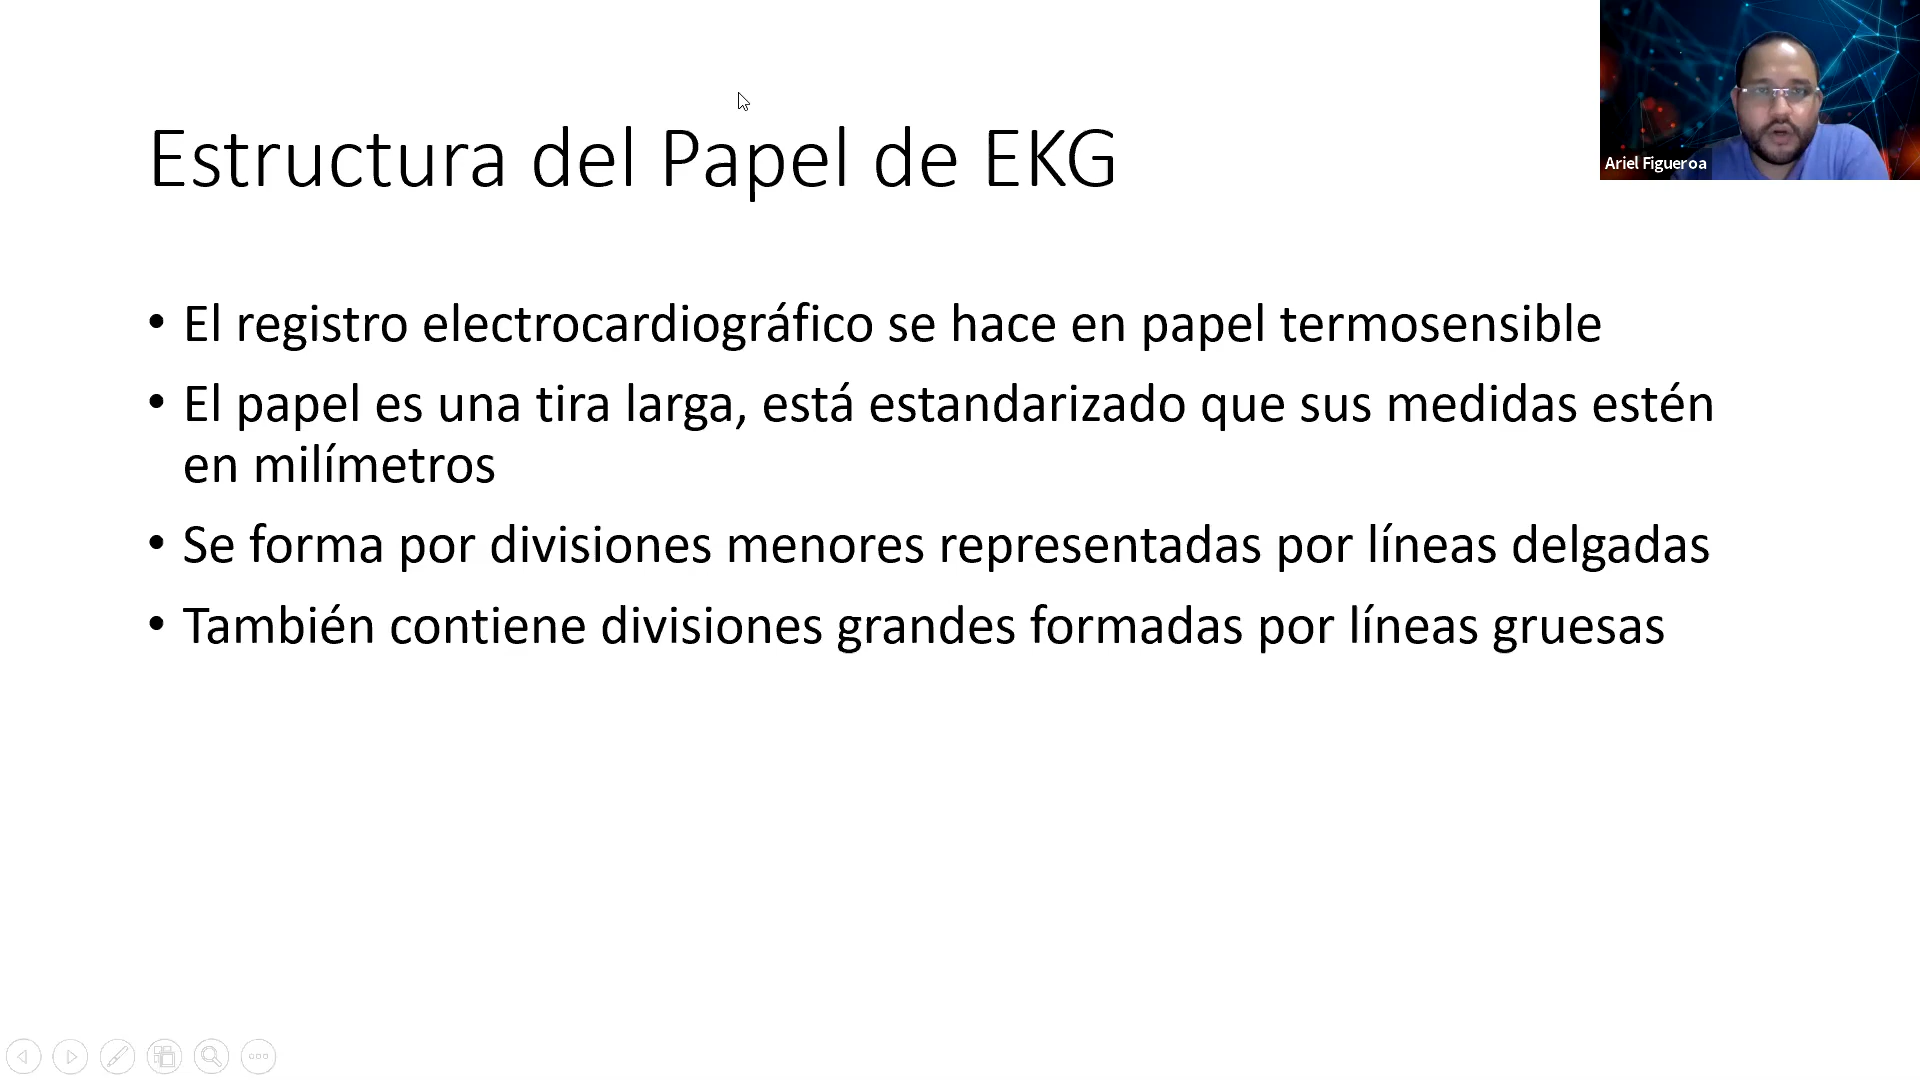 Estructura del Papel de EKG
Ariel Figueroa
• El registro electrocardiográfico se hace en papel termosensible
• El papel es una tira larga, está estandarizado que sus medidas estén
en milímetros
• Se forma por divisiones menores representadas por líneas delgadas
• También contiene divisiones grandes formadas por líneas gruesas